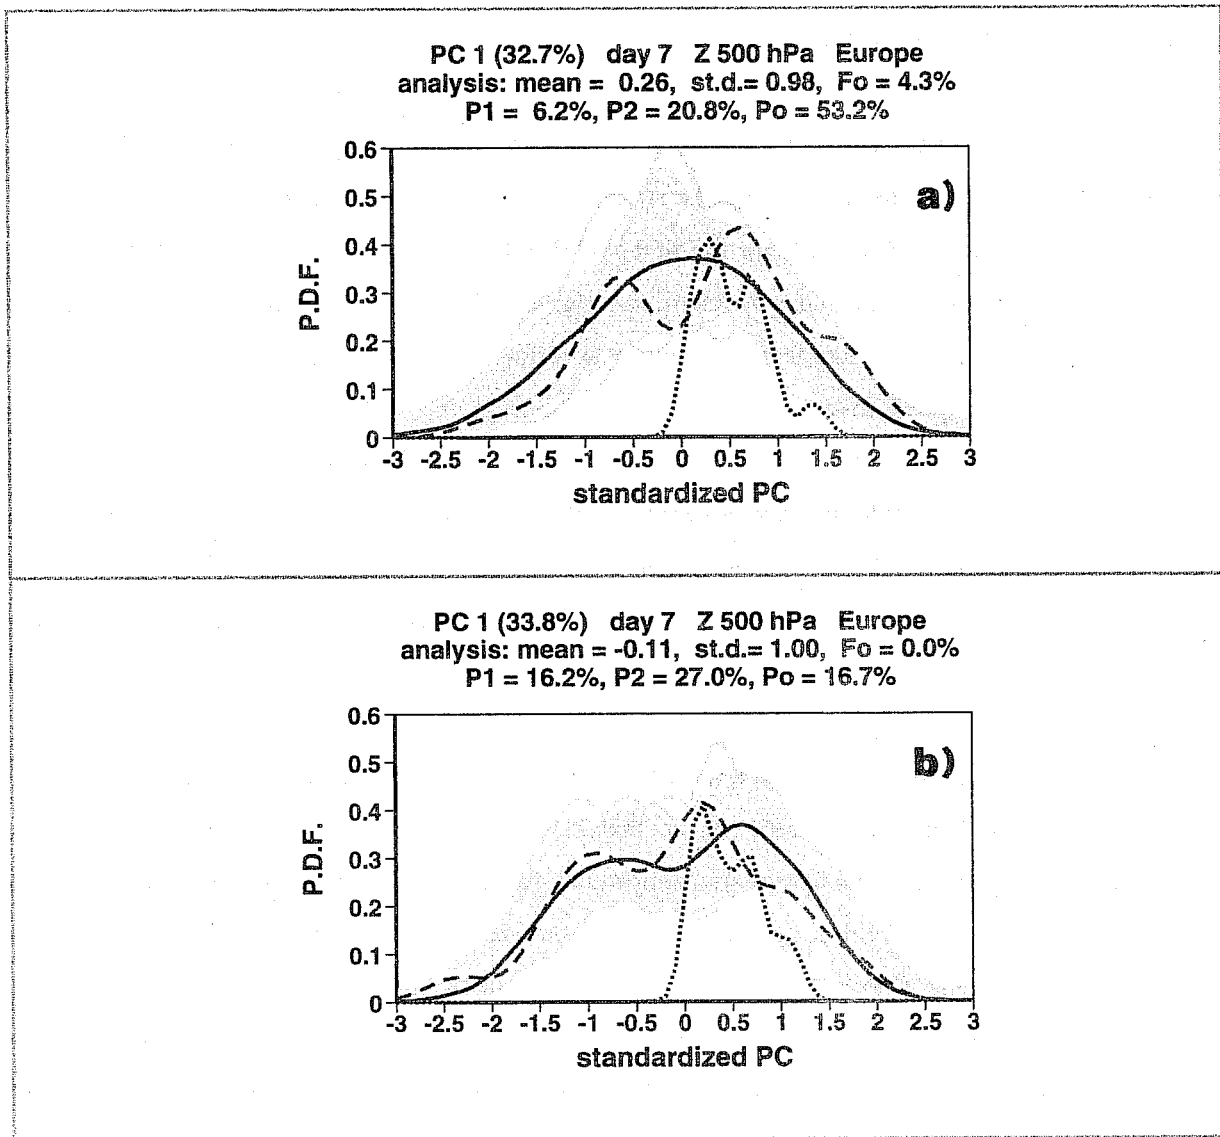 PC 1 (32.7%) day 7 Z 500 hPa Europe
analysis: mean = 0.26, st.d.= 0.98, Fo = 4.3%
P1 = 6.2%, P2 = 20.8%, Po = 53.2%
a)
0.6
0.5
0.4
0.3
0.2
0.1
0
P.D.F.
-3 -2.5 -2 -1.5 -1 -0.5 0 0.5 1 1.5 2 2.5 3
standardized PC
PC 1 (33.8%) day 7 Z 500 hPa Europe
analysis: mean = -0.11, st.d.= 1.00, Fo = 0.0%
P1 = 16.2%, P2 = 27.0%, Po = 16.7%
b)
0.6
0.5
0.4
0.3
0.2
0.1
0
P.D.F.
-3 -2.5 -2 -1.5 -1 -0.5 0 0.5 1 1.5 2 2.5 3
standardized PC